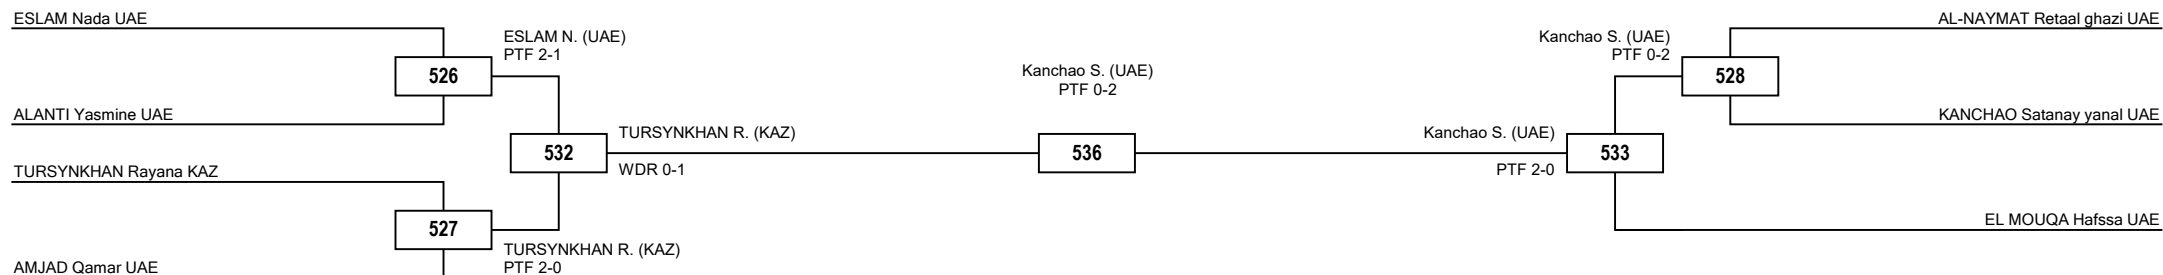 ESLAM Nada UAE
AL-NAYMAT Retaal ghazi UAE
ESLAM N. (UAE)
PTF 2-1
Kanchao S. (UAE)
PTF 0-2
526
Kanchao S. (UAE)
PTF 0-2
528
ALANTI Yasmine UAE
KANCHAO Satanay yanal UAE
TURSYNKHAN R. (KAZ)
Kanchao S. (UAE)
532
536
533
TURSYNKHAN Rayana KAZ
WDR 0-1
PTF 2-0
527
EL MOUQA Hafssa UAE
TURSYNKHAN R. (KAZ)
PTF 2-0
AMJAD Qamar UAE